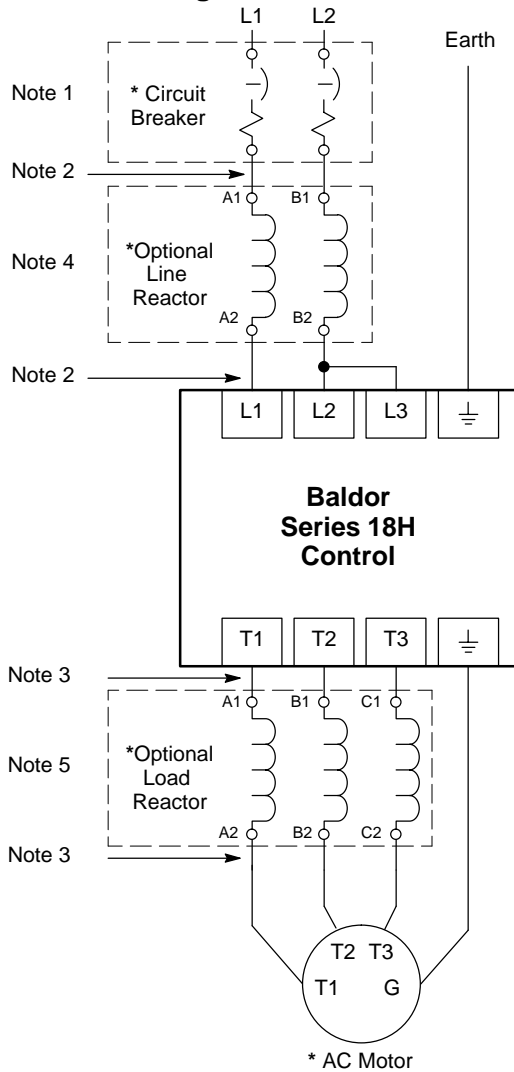 L1 L2
Earth
Note 1
* Circuit
Breaker
Note 2
A1 B1
Note 4
*Optional
Line
Reactor
A2 B2
Note 2
L1 L2 L3
Baldor
Series 18H
Control
T1 T2 T3
Note 3
A1 B1 C1
Note 5
*Optional
Load
Reactor
A2 B2 C2
Note 3
T2 T3
T1 G
* AC Motor